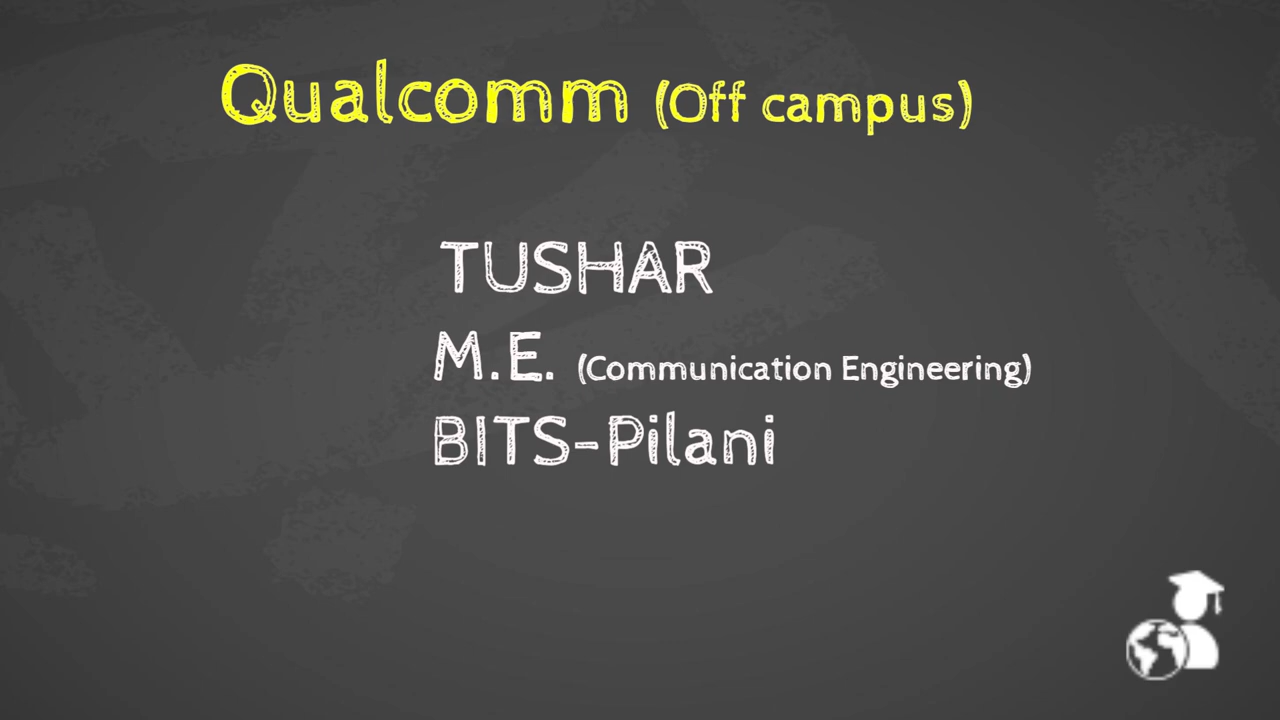 Qualcomm (Off campus)
TUSHAR
M.E. (Communication Engineering)
BITS-Pilani